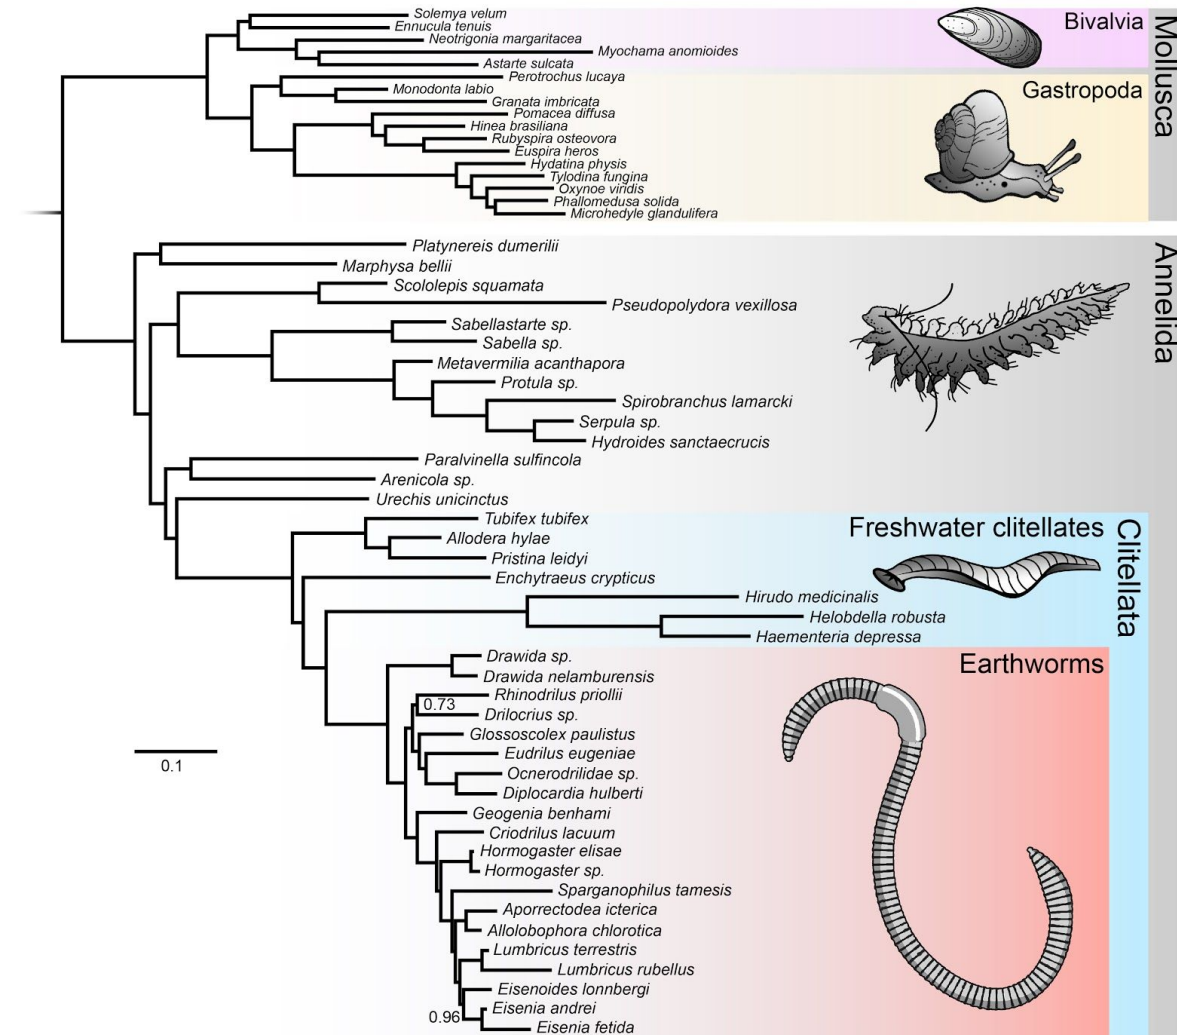 Solemya velum
Ennucula tenuis
Neotrigonia margaritacea
Myochama anomioides
Astarte sulcata
Bivalvia
Perotrochus lucaya
Monodonta labio
Granata imbricata
Pomacea diffusa
Hinea brasiliana
Rubyspira osteovora
Euspira heros
Hydatina physis
Tylodina fungina
Oxynoe viridis
Phallomedusa solida
Microhedyle glandulifera
Gastropoda
Mollusca
Platynereis dumerilii
Marphysa bellii
Scololepis squamata
Pseudopolydora vexillosa
Sabellastarte sp.
Sabella sp.
Metavermilia acanthapora
Protula sp.
Spirobranchus lamarcki
Serpula sp.
Hydroides sanctaecrucis
Paralvinella sulfincola
Arenicola sp.
Urechis unicinctus
Annelida
Tubifex tubifex
Allodera hylae
Pristina leidyi
Enchytraeus crypticus
Hirudo medicinalis
Helobdella robusta
Haementeria depressa
Freshwater clitellates
Clitellata
Drawida sp.
Drawida nelamburensis
Rhinodrilus priollii
0.73
Drilocrius sp.
Glossoscolex paulistus
Eudrilus eugeniae
Ocnerodrilidae sp.
Diplocardia hulberti
Geogenia benhami
Criodrilus lacuum
Hormogaster elisae
Hormogaster sp.
Sparganophilus tamesis
Aporrectodea icterica
Allolobophora chlorotica
Lumbricus terrestris
Lumbricus rubellus
Eisenoides lonnbergi
Eisenia andrei
0.96
Eisenia fetida
Earthworms
0.1